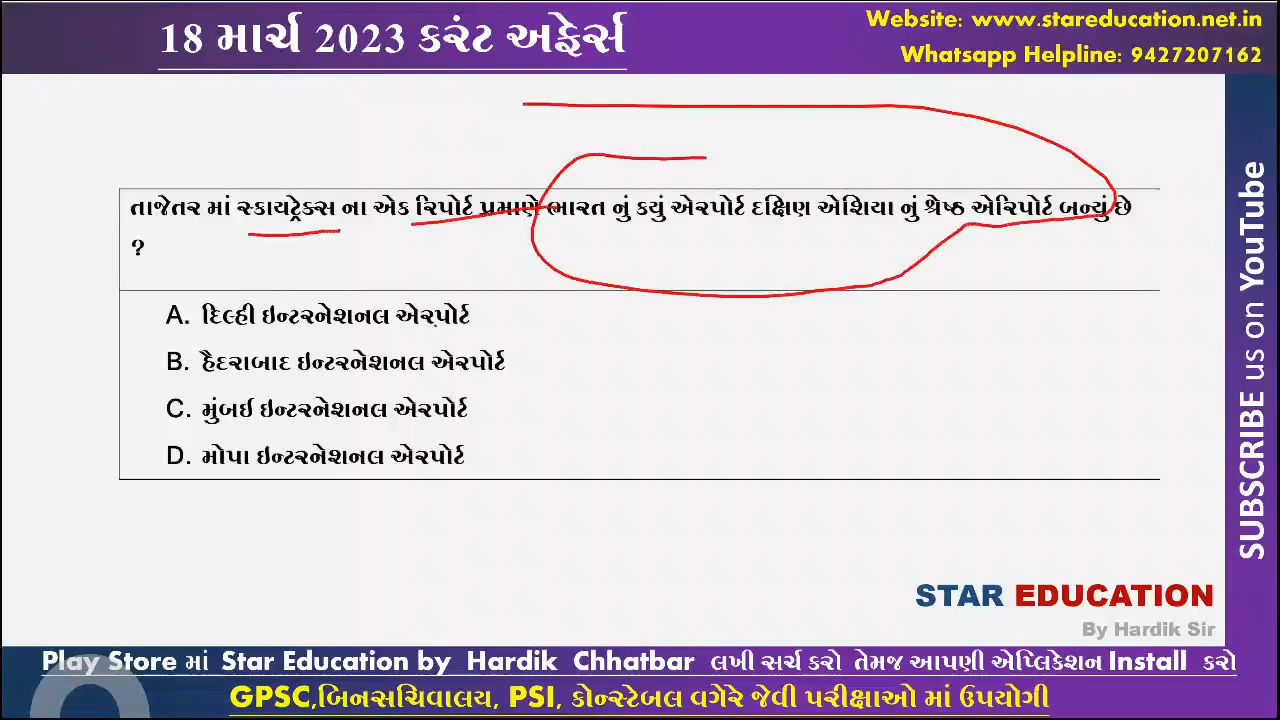 18 માર્ચ 2023 કરંટ અફેર્સ
Website: www.stareducation.net.in
Whatsapp Helpline: 9427207162
તાજેતર માં સ્કાયટ્રેક્સ ના એક રિપોર્ટ પ્રમાણે ભારત નું કયું એરપોર્ટ દક્ષિણ એશિયા નું શ્રેષ્ઠ એરિપોર્ટ બન્યું છે
?
A. દિલ્હી ઇન્ટરનેશનલ એરપોર્ટ
B. હૈદરાબાદ ઇન્ટરનેશનલ એરપોર્ટ
C. મુંબઈ ઇન્ટરનેશનલ એરપોર્ટ
D. મોપા ઇન્ટરનેશનલ એરપોર્ટ
SUBSCRIBE us on YouTube
STAR EDUCATION
By Hardik Sir
Play Store માં Star Education by Hardik Chhatbar લખી સર્ચ કરો તેમજ આપણી એપ્લિકેશન Install કરો
GPSC,બિનસચિવાલય, PSI, કોન્સ્ટેબલ વગેરે જેવી પરીક્ષાઓ માં ઉપયોગી